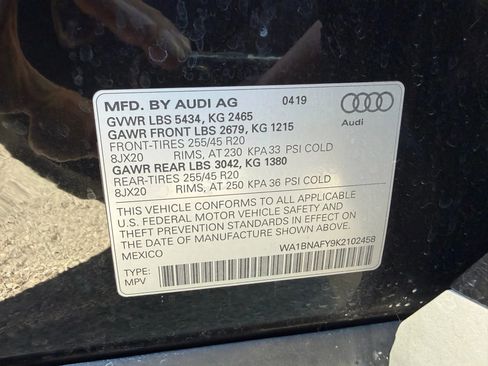 MFD. BY AUDI AG 0419
GVWR LBS 5434, KG 2465
GAWR FRONT LBS 2679, KG 1215
FRONT-TIRES 255/45 R20
8JX20 RIMS, AT 230 KPA 33 PSI COLD
GAWR REAR LBS 3042, KG 1380
REAR-TIRES 255/45 R20
8JX20 RIMS, AT 250 KPA 36 PSI COLD
Audi
THIS VEHICLE CONFORMS TO ALL APPLICABLE
U.S. FEDERAL MOTOR VEHICLE SAFETY AND
THEFT PREVENTION STANDARDS IN EFFECT ON
THE DATE OF MANUFACTURE SHOWN ABOVE.
MEXICO WA1BNAFY9K2102458
TYPE:
MPV